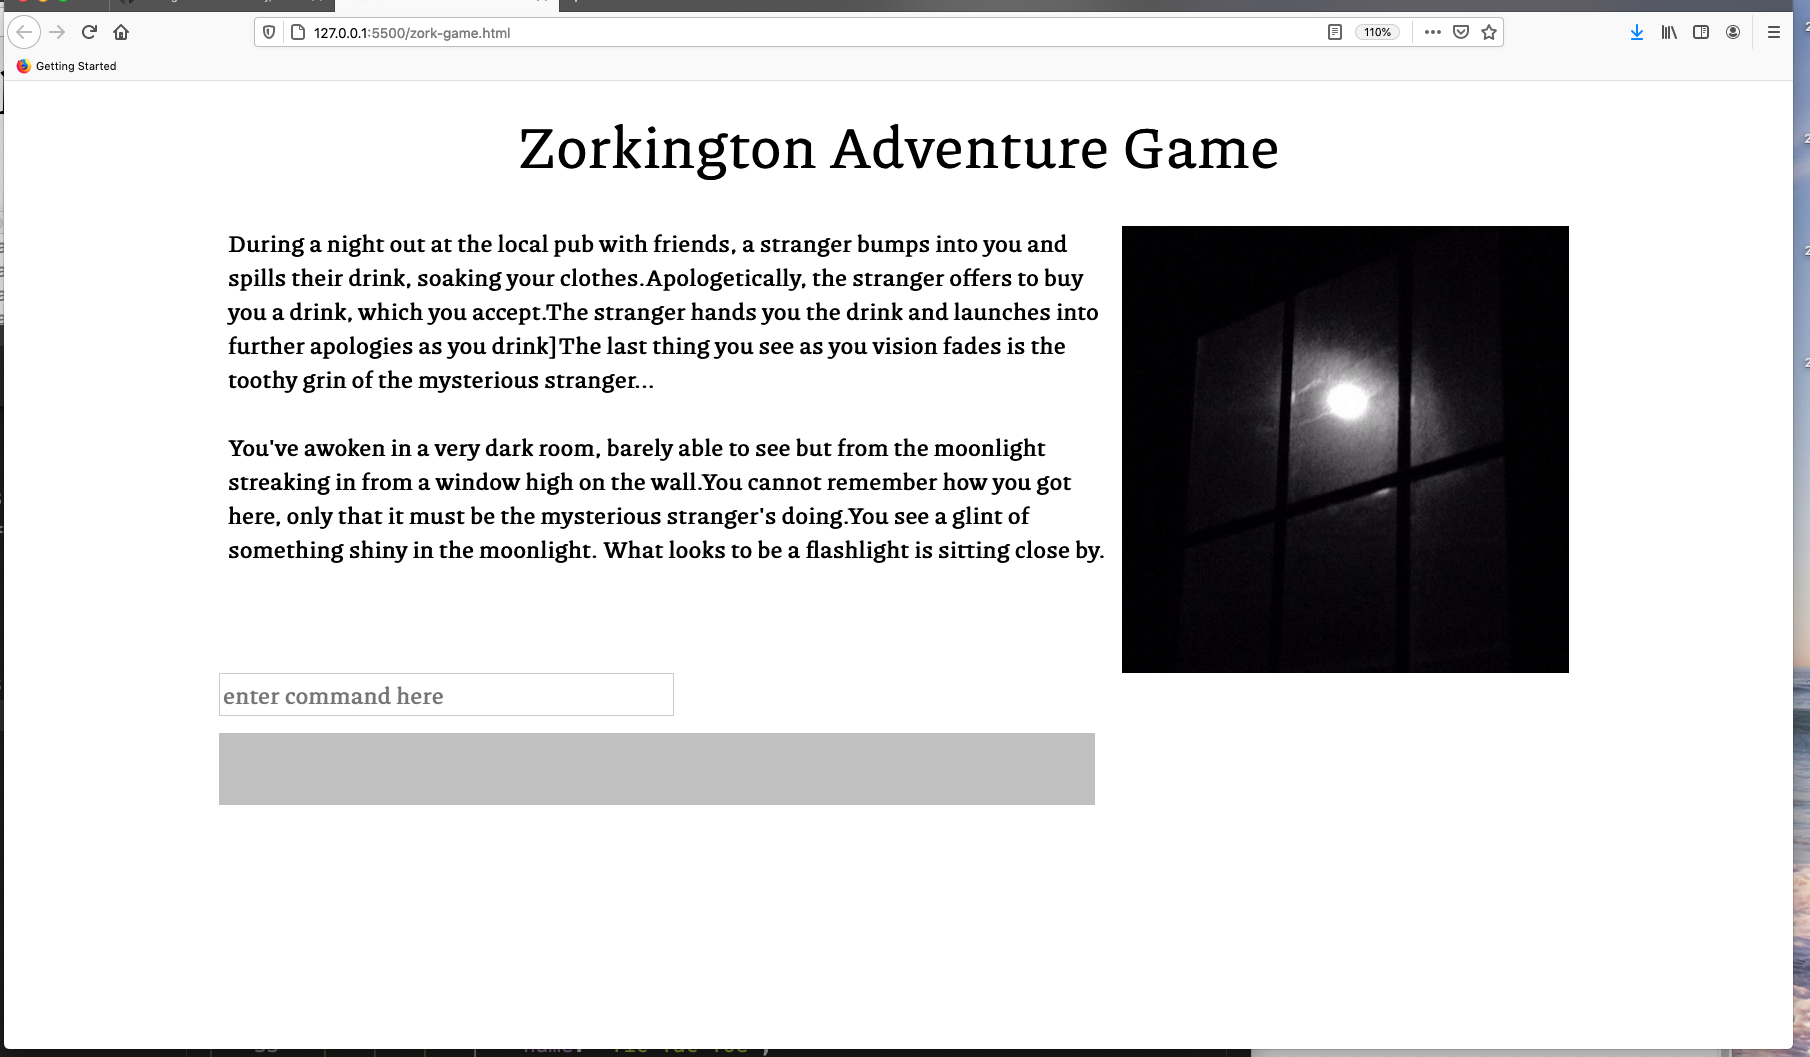 127.0.0.1:5500/zork-game.html
110%
Getting Started
Zorkington Adventure Game
During a night out at the local pub with friends, a stranger bumps into you and
spills their drink, soaking your clothes.Apologetically, the stranger offers to buy
you a drink, which you accept.The stranger hands you the drink and launches into
further apologies as you drink]The last thing you see as you vision fades is the
toothy grin of the mysterious stranger...
You've awoken in a very dark room, barely able to see but from the moonlight
streaking in from a window high on the wall.You cannot remember how you got
here, only that it must be the mysterious stranger's doing.You see a glint of
something shiny in the moonlight. What looks to be a flashlight is sitting close by.
enter command here